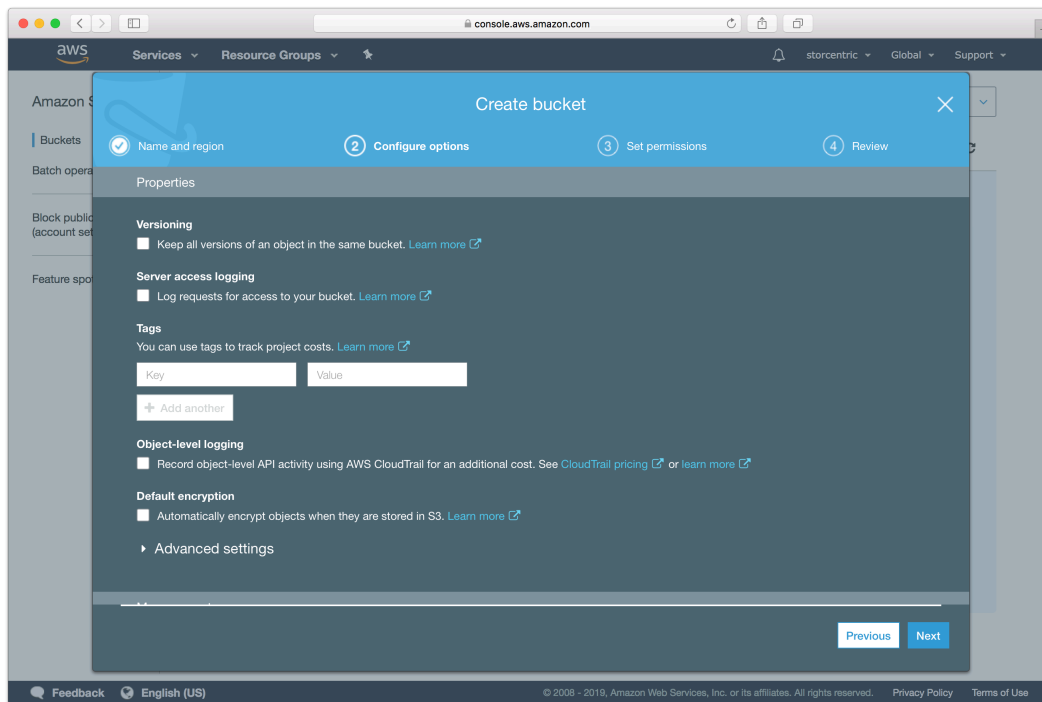 console.aws.amazon.com
aws
Services
Resource Groups
storcentric
Global
Support
Amazon S
Buckets
Batch opera
Block public
(account set
Feature spo
Create bucket
Name and region
2 Configure options
3 Set permissions
4 Review
Properties
Versioning
Keep all versions of an object in the same bucket. Learn more
Server access logging
Log requests for access to your bucket. Learn more
Tags
You can use tags to track project costs. Learn more
Key
Value
Add another
Object-level logging
Record object-level API activity using AWS CloudTrail for an additional cost. See CloudTrail pricing or learn more
Default encryption
Automatically encrypt objects when they are stored in S3. Learn more
Advanced settings
Previous
Next
Feedback
English (US)
© 2008 - 2019, Amazon Web Services, Inc. or its affiliates. All rights reserved.
Privacy Policy
Terms of Use